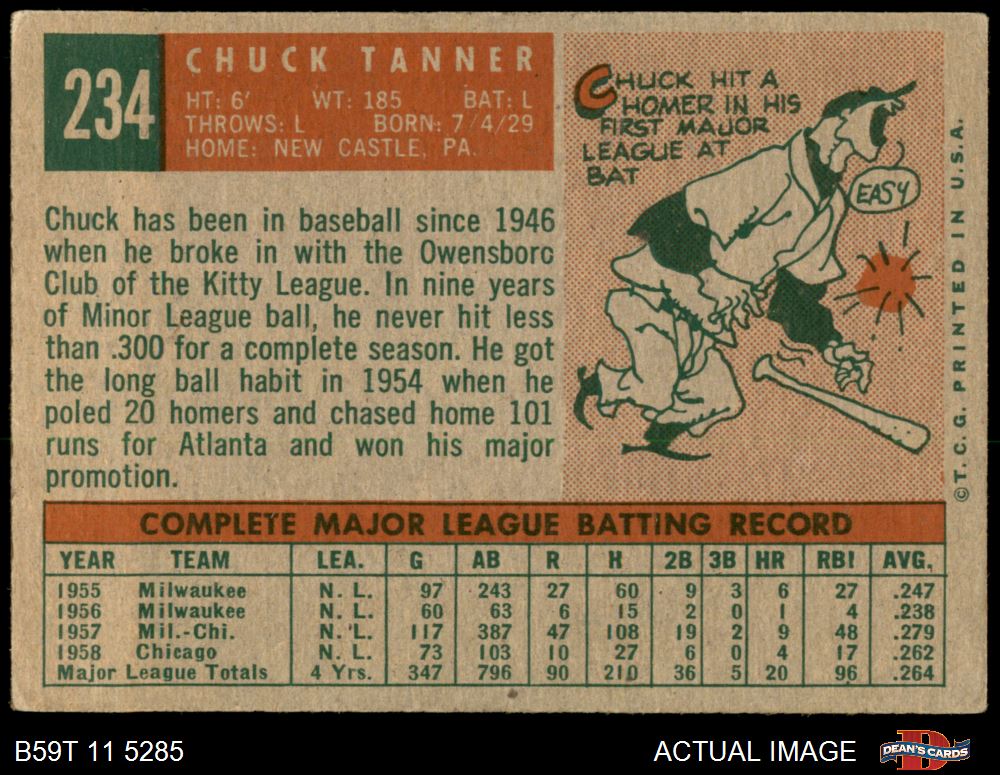 234
CHUCK TANNER
HT: 6' WT: 185 BAT: L
THROWS: L BORN: 7/4/29
HOME: NEW CASTLE, PA.
CHUCK HIT A
HOMER IN HIS
FIRST MAJOR
LEAGUE AT
BAT
EASY
Chuck has been in baseball since 1946
when he broke in with the Owensboro
Club of the Kitty League. In nine years
of Minor League ball, he never hit less
than .300 for a complete season. He got
the long ball habit in 1954 when he
poled 20 homers and chased home 101
runs for Atlanta and won his major
promotion.
©T.C.G. PRINTED IN U.S.A.
COMPLETE MAJOR LEAGUE BATTING RECORD
YEAR TEAM LEA. G AB R H 2B 3B HR RBI AVG.
1955 Milwaukee N. L. 97 243 27 60 9 3 6 27 .247
1956 Milwaukee N. L. 60 63 6 15 2 0 1 4 .238
1957 Mil.-Chi. N. L. 117 387 47 108 19 2 9 48 .279
1958 Chicago N. L. 73 103 10 27 6 0 4 17 .262
Major League Totals 4 Yrs. 347 796 90 210 36 5 20 96 .264
B59T 11 5285
ACTUAL IMAGE
D
DEAN'S CARDS